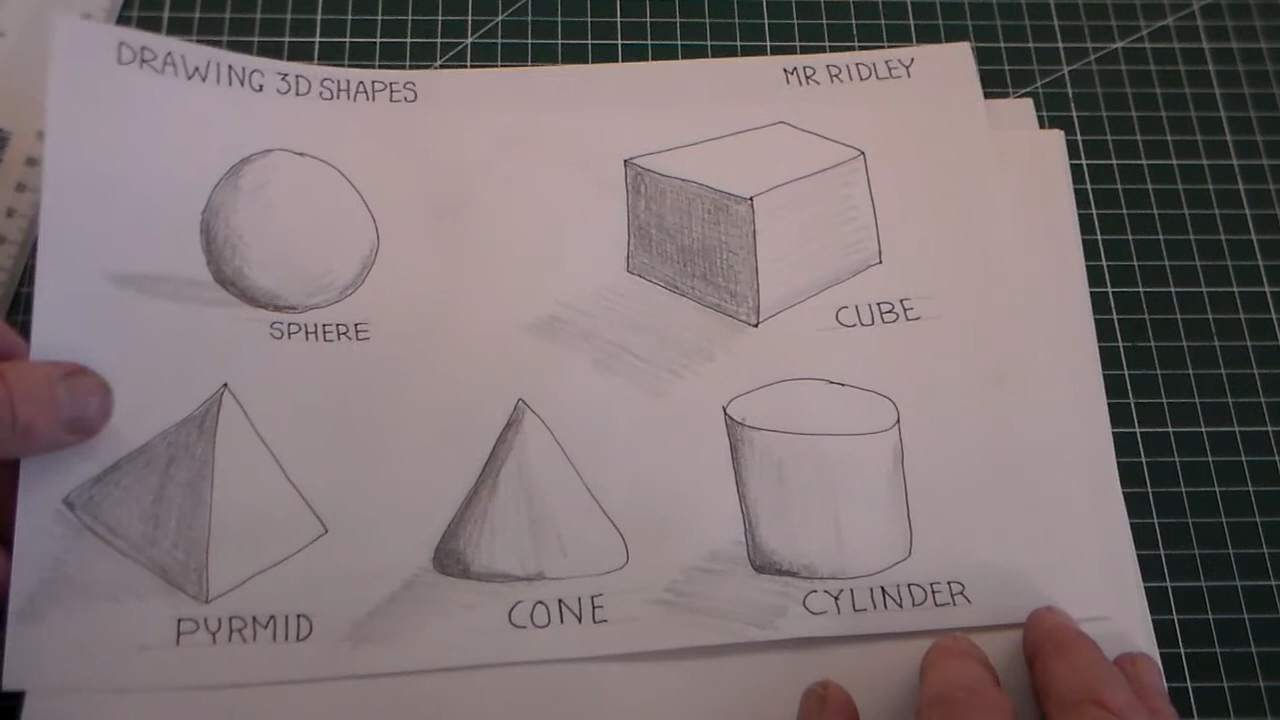 DRAWING 3D SHAPES
MR RIDLEY
SPHERE
CUBE
PYRMID
CONE
CYLINDER